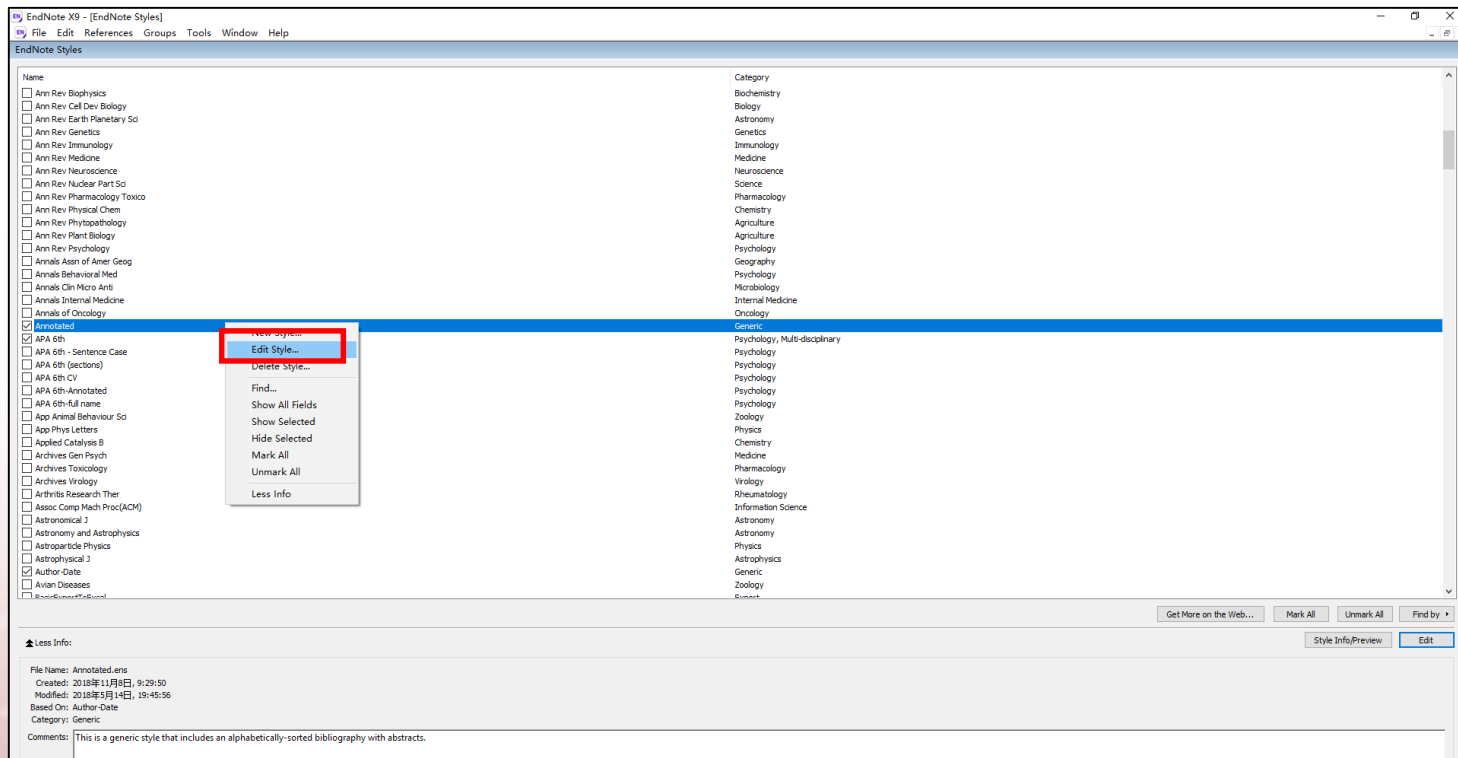 EndNote X9 - [EndNote Styles]
File Edit References Groups Tools Window Help
EndNote Styles
Name Category
Ann Rev Biophysics Biochemistry
Ann Rev Cell Dev Biology Biology
Ann Rev Earth Planetary Sci Astronomy
Ann Rev Genetics Genetics
Ann Rev Immunology Immunology
Ann Rev Medicine Medicine
Ann Rev Neuroscience Neuroscience
Ann Rev Nuclear Part Sci Science
Ann Rev Pharmacology Toxico Pharmacology
Ann Rev Physical Chem Chemistry
Ann Rev Phytopathology Agriculture
Ann Rev Plant Biology Agriculture
Ann Rev Psychology Psychology
Annals Assn of Amer Geog Geography
Annals Behavioral Med Psychology
Annals Clin Micro Anti Microbiology
Annals Internal Medicine Internal Medicine
Annals of Oncology Oncology
Annotated Generic
APA 6th Psychology, Multi-disciplinary
APA 6th - Sentence Case Psychology
APA 6th (sections) Psychology
APA 6th CV Psychology
APA 6th-Annotated Psychology
APA 6th-full name Psychology
App Animal Behaviour Sci Zoology
App Phys Letters Physics
Applied Catalysis B Chemistry
Archives Gen Psych Medicine
Archives Toxicology Pharmacology
Archives Virology Virology
Arthritis Research Ther Rheumatology
Assoc Comp Mach Proc(ACM) Information Science
Astronomical J Astronomy
Astronomy and Astrophysics Astronomy
Astroparticle Physics Physics
Astrophysical J Astrophysics
Author-Date Generic
Avian Diseases Zoology
BasicExportToExcel Export
New Style...
Edit Style...
Delete Style...
Find...
Show All Fields
Show Selected
Hide Selected
Mark All
Unmark All
Less Info
Get More on the Web... Mark All Unmark All Find by
Less Info: Style Info/Preview Edit
File Name: Annotated.ens
Created: 2018年11月8日, 9:29:50
Modified: 2018年5月14日, 19:45:56
Based On: Author-Date
Category: Generic
Comments: This is a generic style that includes an alphabetically-sorted bibliography with abstracts.